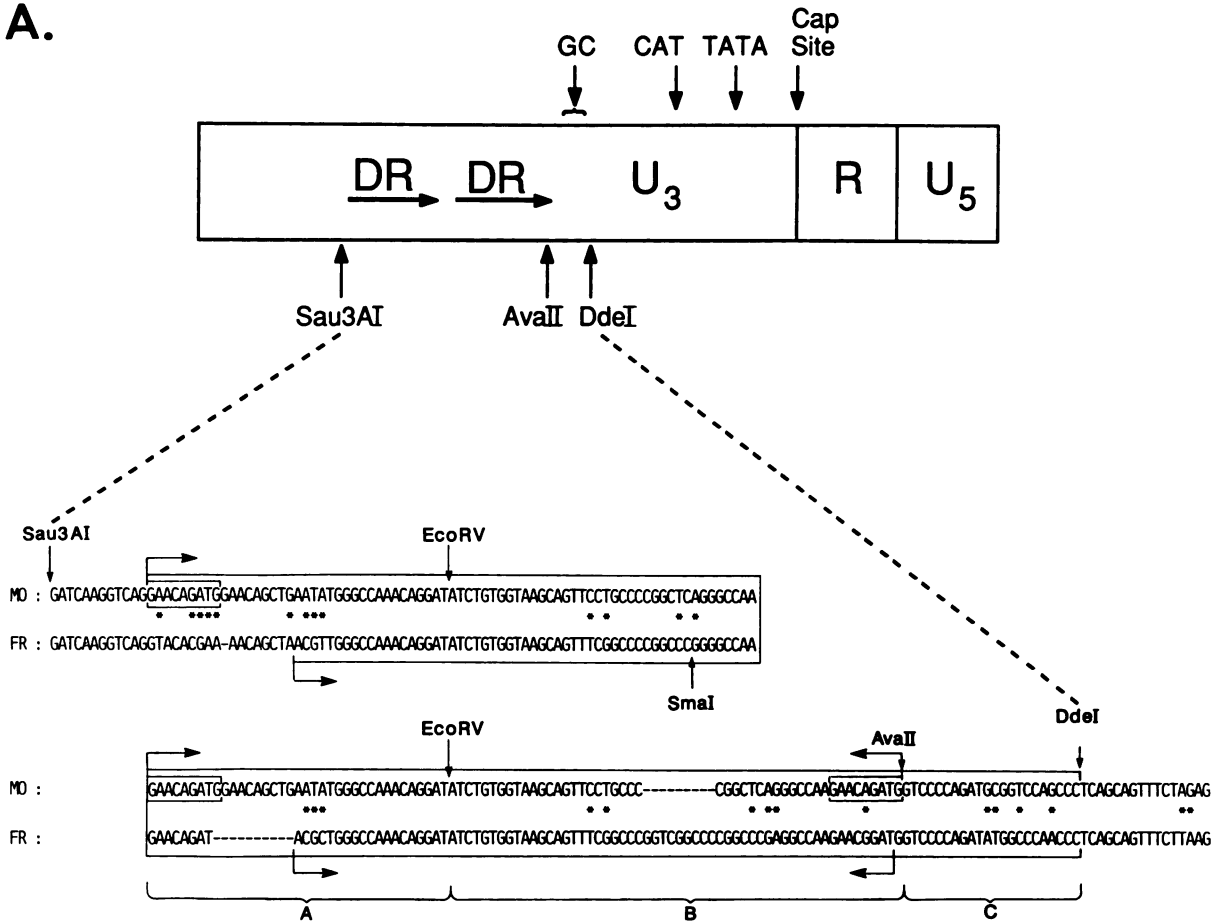 A.
Cap
GC CAT TATA Site
DR DR U3 R U5
Sau3AI AvaII DdeI
Sau3AI
EcoRV
MO : GATCAAGGTCAGGAACAGATGGAACAGCTGAATATGGGCCAAACAGGATATCTGTGGTAAGCAGTTCCTGCCCCGGCTCAGGGCCAA
* **** * *** * * * *
FR : GATCAAGGTCAGGTACACGAA-AACAGCTAACGTTGGGCCAAACAGGATATCTGTGGTAAGCAGTTTCGGCCCCGGCCCGGGGCCAA
SmaI
DdeI
EcoRV AvaII
MO : GAACAGATGGAACAGCTGAATATGGGCCAAACAGGATATCTGTGGTAAGCAGTTCCTGCCC---------CGGCTCAGGGCCAAGAACAGATGGTCCCCAGATGCGGTCCAGCCCTCAGCAGTTTCTAGAG
*** * * * ** * ** * * **
FR : GAACAGAT----------ACGCTGGGCCAAACAGGATATCTGTGGTAAGCAGTTTCGGCCCGGTCGGCCCCGGCCCGAGGCCAAGAACGGATGGTCCCCAGATATGGCCCAACCCTCAGCAGTTTCTTAAG
A B C